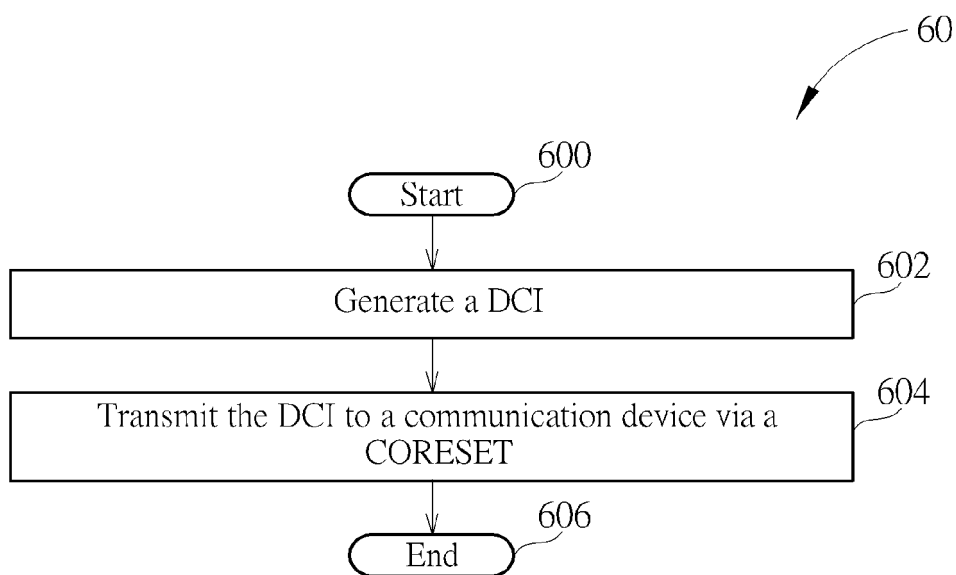 60
600
Start
602
Generate a DCI
604
Transmit the DCI to a communication device via a
CORESET
606
End